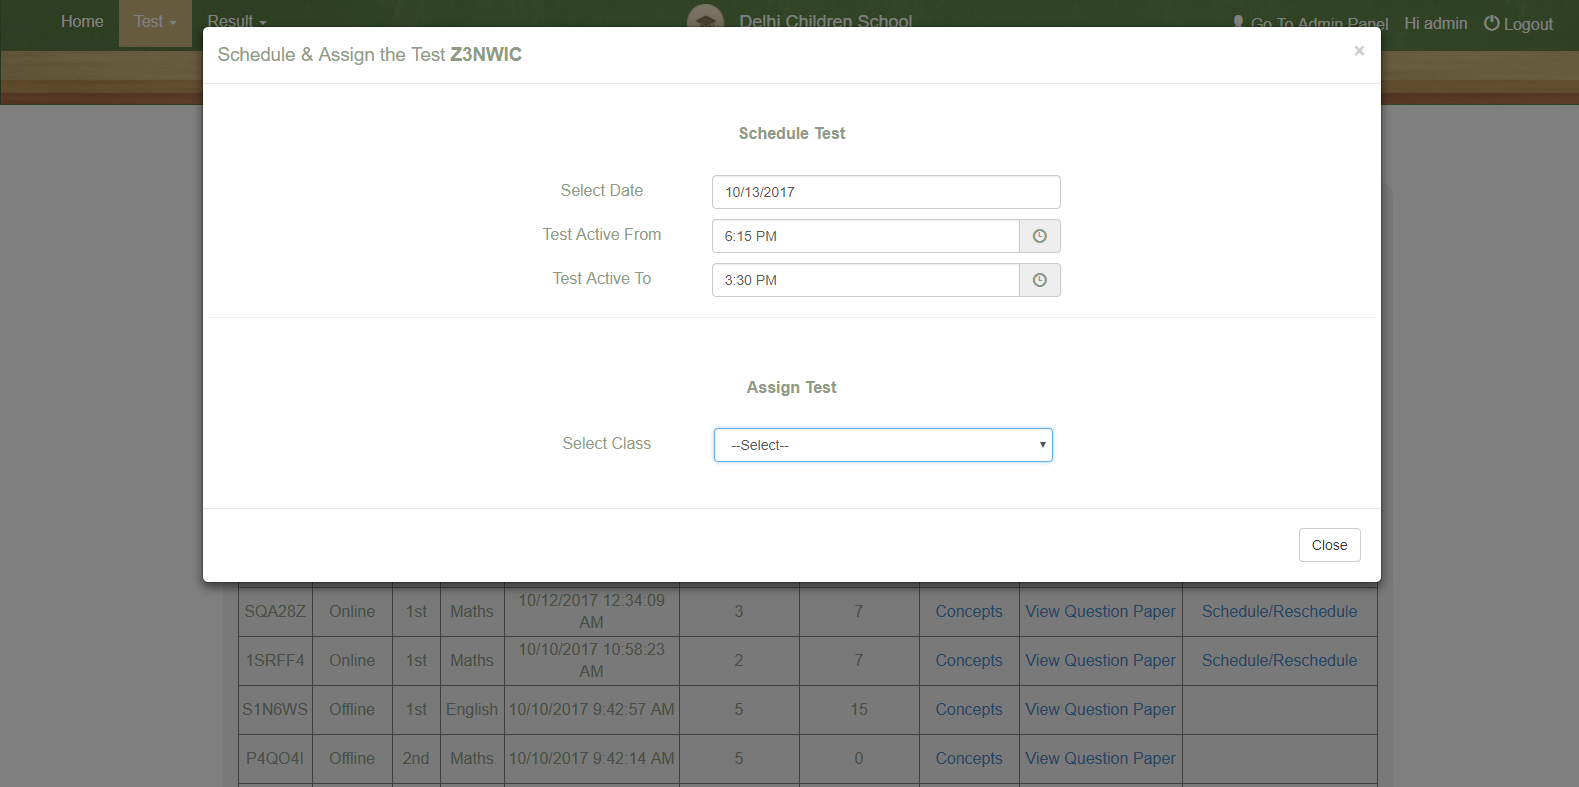 Home Test Result Delhi Children School Go To Admin Panel Hi admin Logout
Schedule & Assign the Test Z3NWIC ×
Schedule Test
Select Date 10/13/2017
Test Active From 6:15 PM
Test Active To 3:30 PM
Assign Test
Select Class --Select--
Close
SQA28Z Online 1st Maths 10/12/2017 12:34:09 AM 3 7 Concepts View Question Paper Schedule/Reschedule
1SRFF4 Online 1st Maths 10/10/2017 10:58:23 AM 2 7 Concepts View Question Paper Schedule/Reschedule
S1N6WS Offline 1st English 10/10/2017 9:42:57 AM 5 15 Concepts View Question Paper
P4QO4I Offline 2nd Maths 10/10/2017 9:42:14 AM 5 0 Concepts View Question Paper